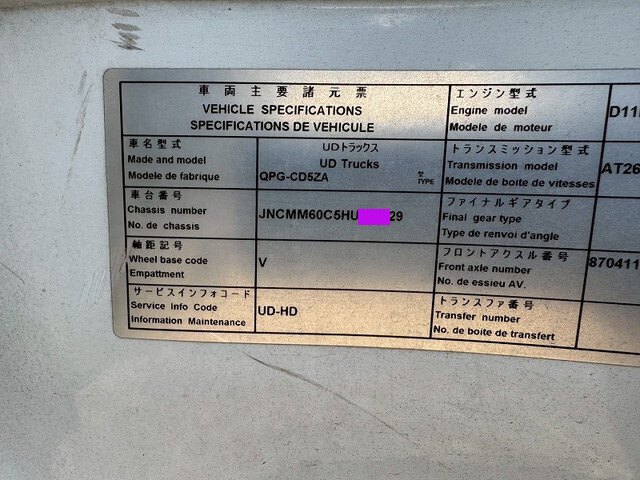 車両主要諸元票
VEHICLE SPECIFICATIONS
SPECIFICATIONS DE VEHICULE
車名型式
Made and model
Modele de fabrique
UDトラックス
UD Trucks
QPG-CD5ZA
型
TYPE
車台番号
Chassis number
No. de chassis
JNCMM60C5HU 29
軸距記号
Wheel base code
Empattment
V
サービスインフォコード
Service Info Code
Information Maintenance
UD-HD
エンジン型式
Engine model
Modele de moteur
D11
トランスミッション型式
Transmission model
Modele de boite de vitesses
AT26
ファイナルギアタイプ
Final gear type
Type de renvoi d'angle
フロントアクスル番号
Front axle number
No. de essieu AV.
870411
トランスファ番号
Transfer number
No. de boite de transfert